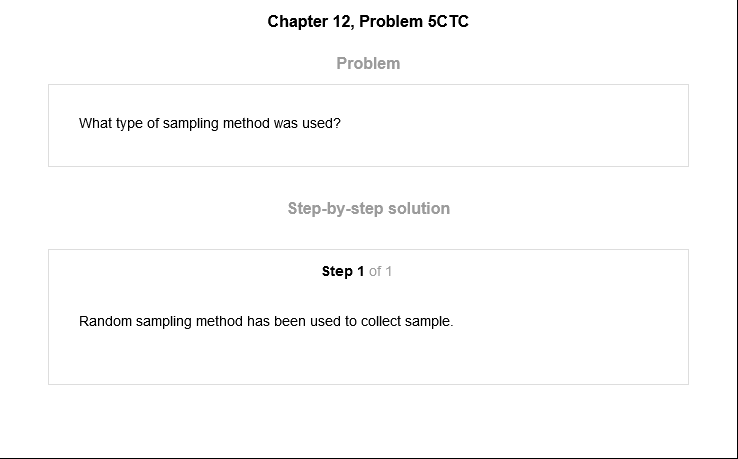 Chapter 12, Problem 5CTC
Problem
What type of sampling method was used?
Step-by-step solution
Step 1 of 1
Random sampling method has been used to collect sample.